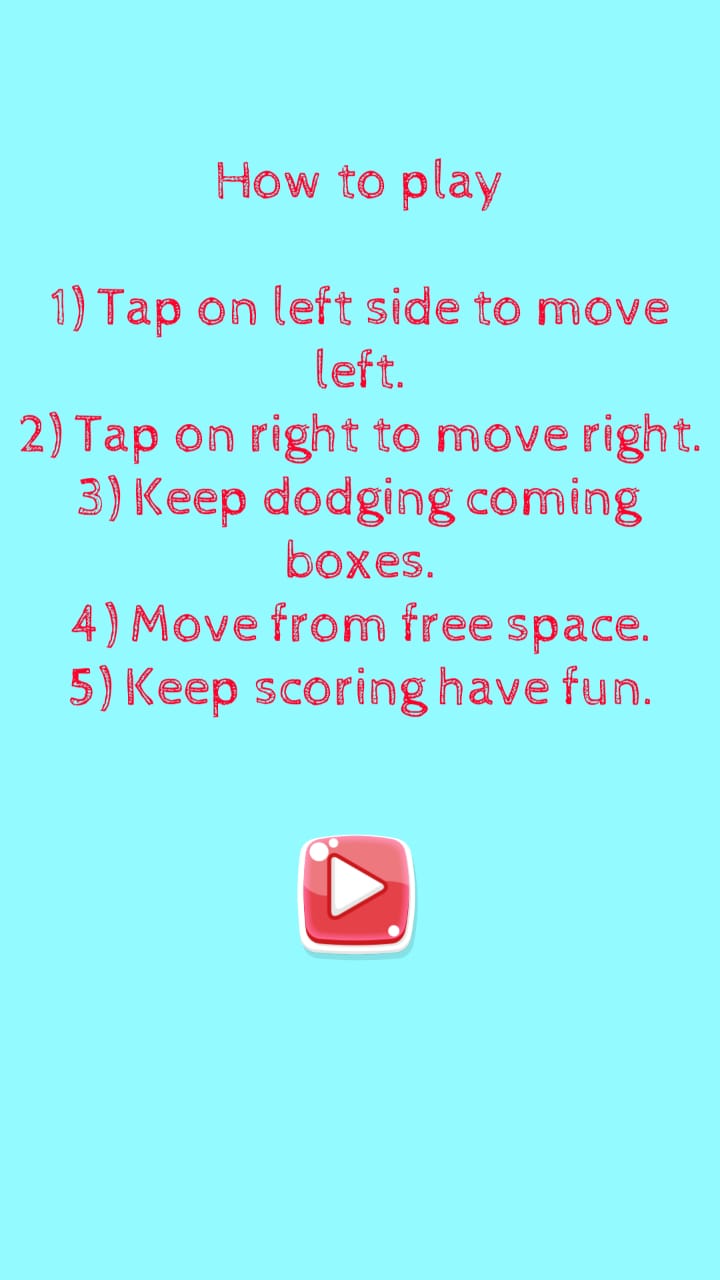 How to play
1) Tap on left side to move
left.
2) Tap on right to move right.
3) Keep dodging coming
boxes.
4) Move from free space.
5) Keep scoring have fun.